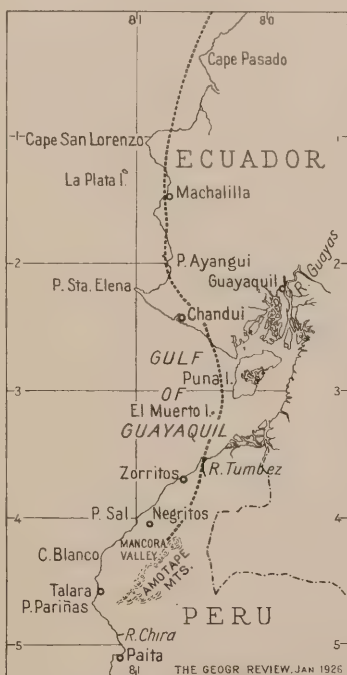 81 80
Cape Pasado
1
Cape San Lorenzo
ECUADOR
La Plata I.
Machalilla
P. Ayangui
2
2
Guayaquil
R. Guayas
P. Sta. Elena
Chandui
GULF
Puna I.
3
3
OF
El Muerto I.
GUAYAQUIL
R. Tumbez
Zorritos
4
4
P. Sal
Negritos
MANCORA
VALLEY
C. Blanco
AMOTAPE
MTS.
Talara
P. Pariñas
PERU
R. Chira
5
5
Paita
81
THE GEOGR. REVIEW, JAN. 1926